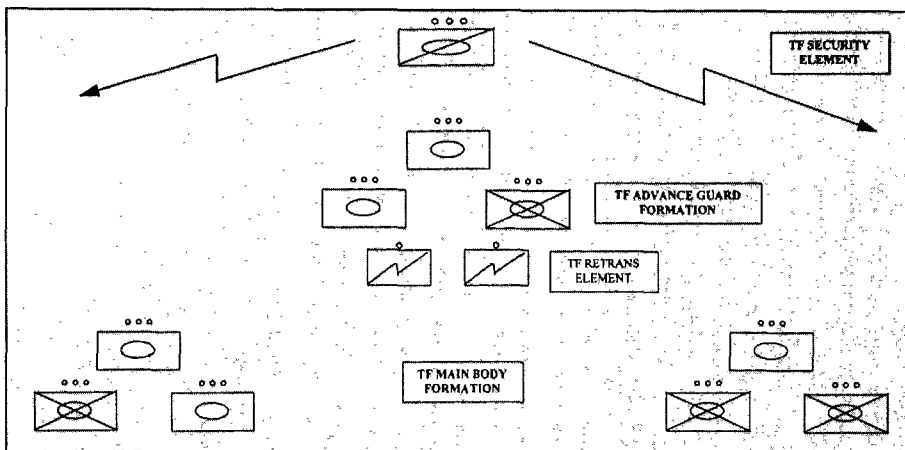 TF SECURITY
ELEMENT
TF ADVANCE GUARD
FORMATION
TF RETRANS
ELEMENT
TF MAIN BODY
FORMATION